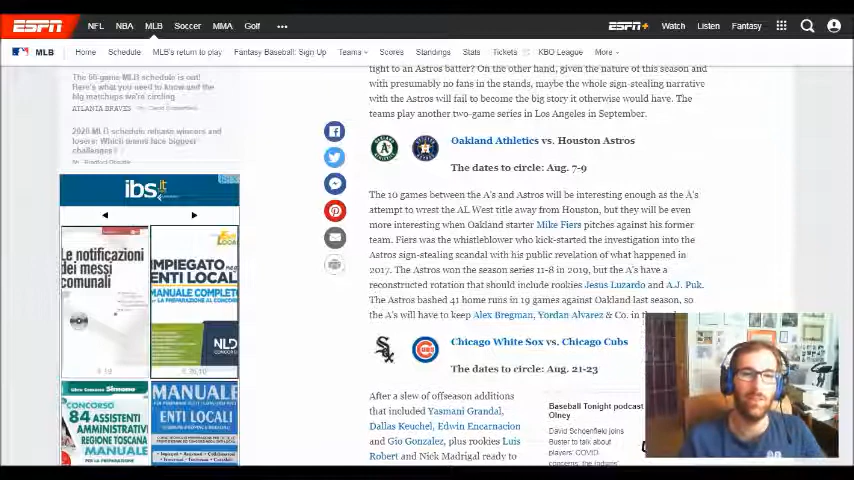 ESPN NFL NBA MLB Soccer MMA Golf ••• ESPN+ Watch Listen Fantasy
MLB Home Schedule MLB's return to play Fantasy Baseball: Sign Up Teams Scores Standings Stats Tickets KBO League More
The 60-game MLB schedule is out!
Here's what you need to know and the
big matchups we're circling
ATLANTA BRAVES
2020 MLB schedule release winners and
losers: Which teams face bigger
challenges?
ibs.it
Le notificazioni
dei messi
comunali
IMPIEGATO
ENTI LOCALI
MANUALE COMPLETO
NLD
CONCORSI
CONCORSO
84 ASSISTENTI
AMMINISTRATIVI
REGIONE TOSCANA
MANUALE
MANUALE
ENTI LOCALI
tight to an Astros batter? On the other hand, given the nature of this season and
with presumably no fans in the stands, maybe the whole sign-stealing narrative
with the Astros will fail to become the big story it otherwise would have. The
teams play another two-game series in Los Angeles in September.
Oakland Athletics vs. Houston Astros
The dates to circle: Aug. 7-9
The 10 games between the A's and Astros will be interesting enough as the A's
attempt to wrest the AL West title away from Houston, but they will be even
more interesting when Oakland starter Mike Fiers pitches against his former
team. Fiers was the whistleblower who kick-started the investigation into the
Astros sign-stealing scandal with his public revelation of what happened in
2017. The Astros won the season series 11-8 in 2019, but the A's have a
reconstructed rotation that should include rookies Jesus Luzardo and A.J. Puk.
The Astros bashed 41 home runs in 19 games against Oakland last season, so
the A's will have to keep Alex Bregman, Yordan Alvarez & Co. in
Chicago White Sox vs. Chicago Cubs
The dates to circle: Aug. 21-23
After a slew of offseason additions
that included Yasmani Grandal,
Dallas Keuchel, Edwin Encarnacion
and Gio Gonzalez, plus rookies Luis
Robert and Nick Madrigal ready to
Baseball Tonight podcast
Olney
David Schoenfield joins
Buster to talk about
players' COVID
concerns, the Indians'